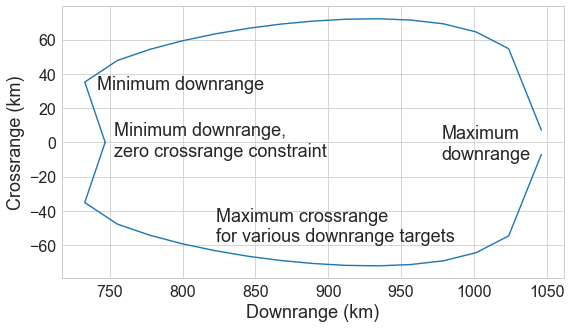 60
40
20
0
−20
−40
−60
Crossrange (km)
Minimum downrange
Minimum downrange,
zero crossrange constraint
Maximum
downrange
Maximum crossrange
for various downrange targets
750
800
850
900
950
1000
1050
Downrange (km)